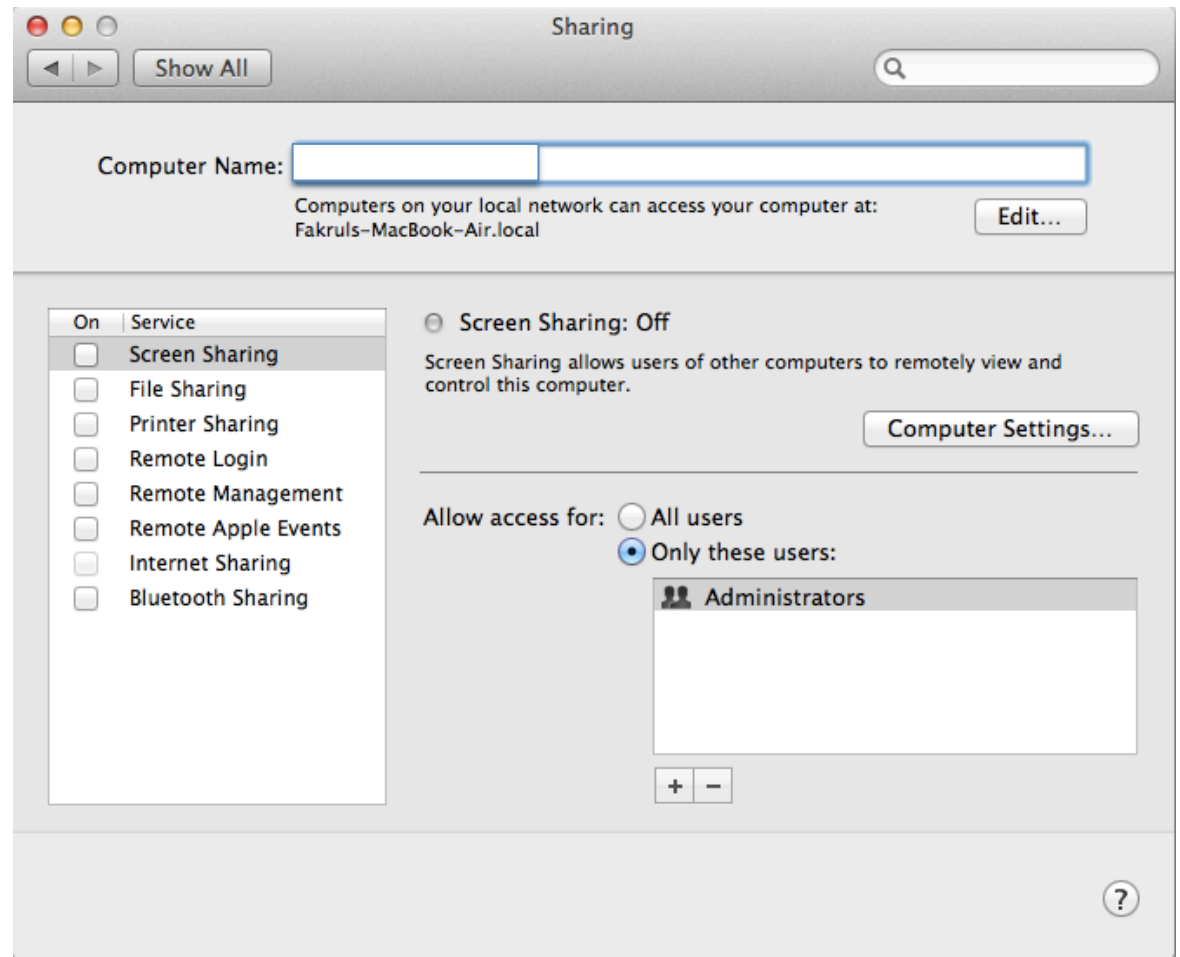 Sharing
Show All
Computer Name:
Computers on your local network can access your computer at:
Fakruls-MacBook-Air.local
Edit...
On Service
Screen Sharing
File Sharing
Printer Sharing
Remote Login
Remote Management
Remote Apple Events
Internet Sharing
Bluetooth Sharing
Screen Sharing: Off
Screen Sharing allows users of other computers to remotely view and
control this computer.
Computer Settings...
Allow access for:
All users
Only these users:
Administrators
+ −
?